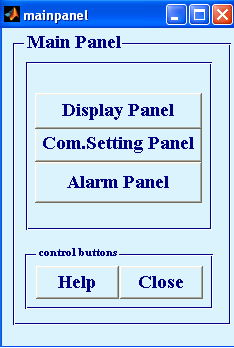 mainpanel
Main Panel
Display Panel
Com.Setting Panel
Alarm Panel
control buttons
Help Close